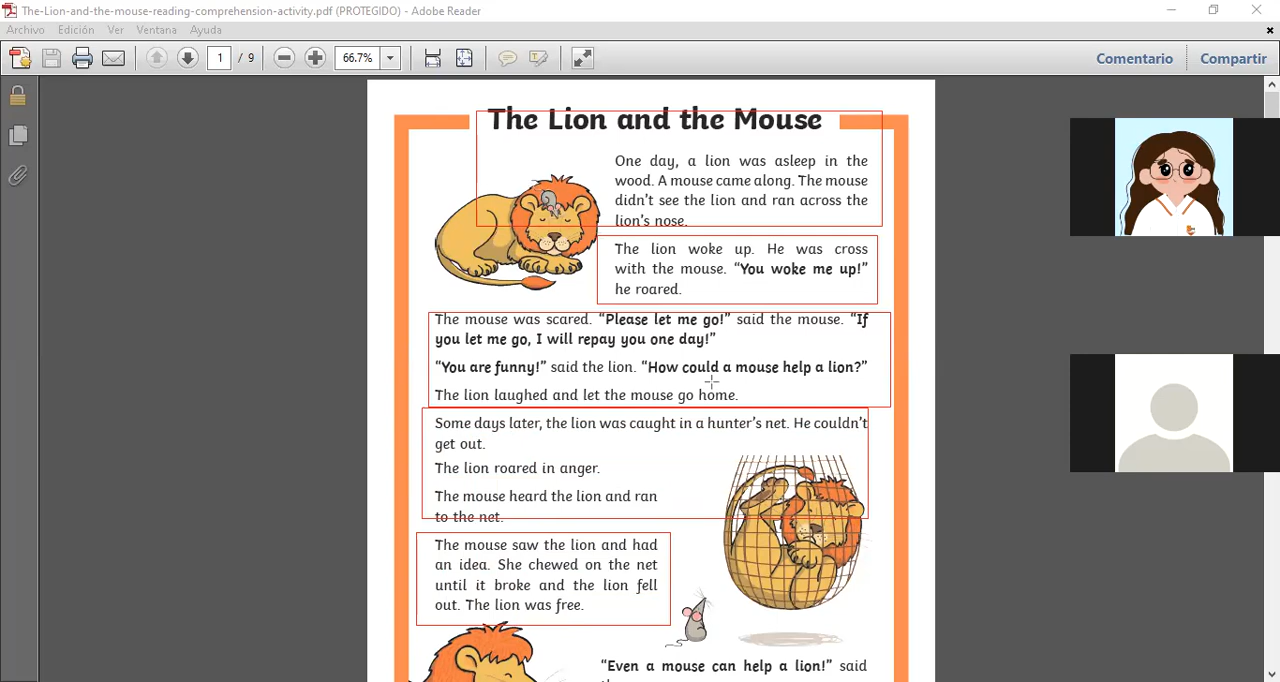 The-Lion-and-the-mouse-reading-comprehension-activity.pdf (PROTEGIDO) - Adobe Reader
Archivo Edición Ver Ventana Ayuda
1 / 9 66.7% Comentario Compartir
The Lion and the Mouse
One day, a lion was asleep in the
wood. A mouse came along. The mouse
didn't see the lion and ran across the
lion's nose.
The lion woke up. He was cross
with the mouse. "You woke me up!"
he roared.
The mouse was scared. "Please let me go!" said the mouse. "If
you let me go, I will repay you one day!"
"You are funny!" said the lion. "How could a mouse help a lion?"
The lion laughed and let the mouse go home.
Some days later, the lion was caught in a hunter's net. He couldn't
get out.
The lion roared in anger.
The mouse heard the lion and ran
to the net.
The mouse saw the lion and had
an idea. She chewed on the net
until it broke and the lion fell
out. The lion was free.
"Even a mouse can help a lion!" said